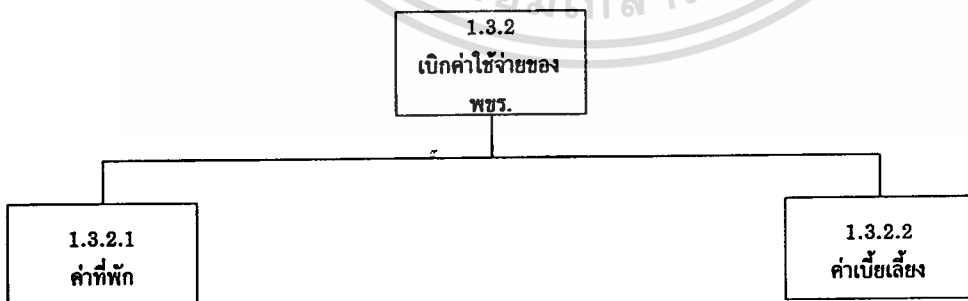 1.3.2
เบิกค่าใช้จ่ายของ
พขร.
1.3.2.1
ค่าที่พัก
1.3.2.2
ค่าเบี้ยเลี้ยง